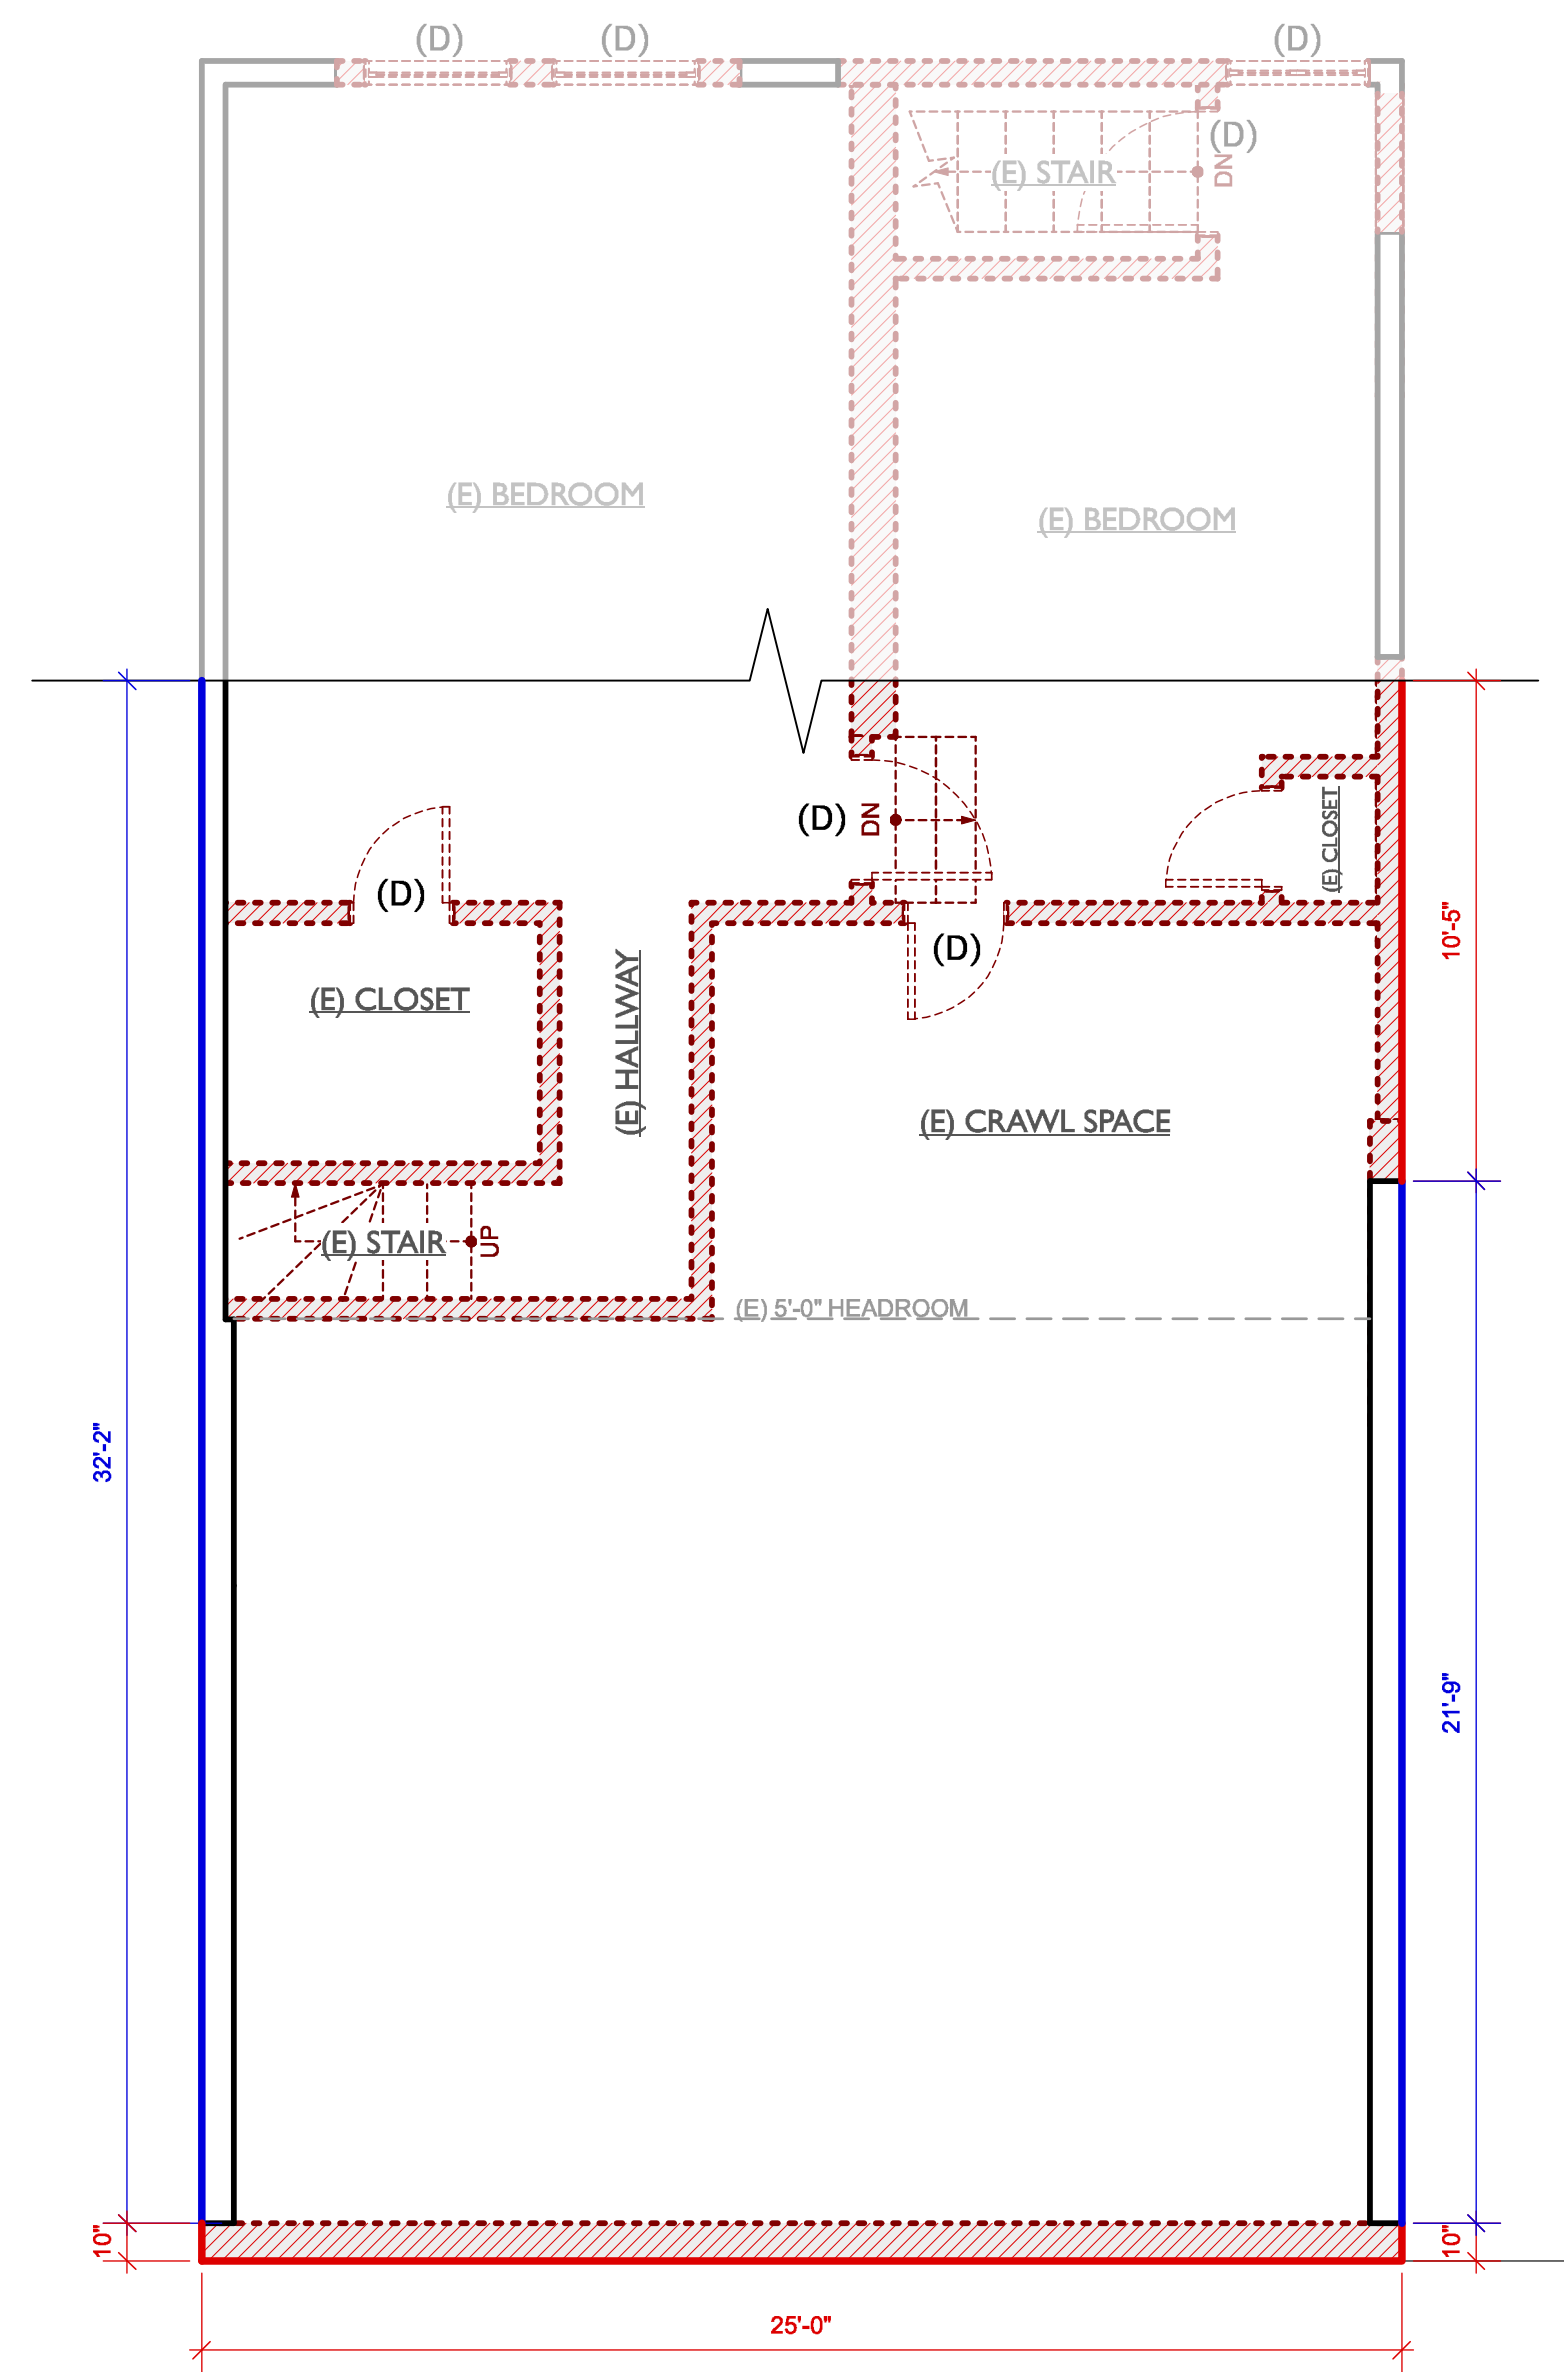 (D)
(D)
(D)
(D)
(E) STAIR
DN
(E) BEDROOM
(E) BEDROOM
(D)
DN
(E) CLOSET
(D)
(D)
10'-5"
(E) CLOSET
(E) HALLWAY
(E) CRAWL SPACE
(E) STAIR
UP
(E) 5'-0" HEADROOM
32'-2"
21'-9"
10"
10"
25'-0"